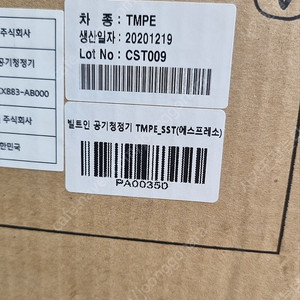 주식회사
공기청정기
X883-AB000
주식회사
한민국
차 종 : TMPE
생산일자 : 20201219
Lot No : CST009
빌트인 공기청정기 TMPE_SST(에스프레소)
PA00350